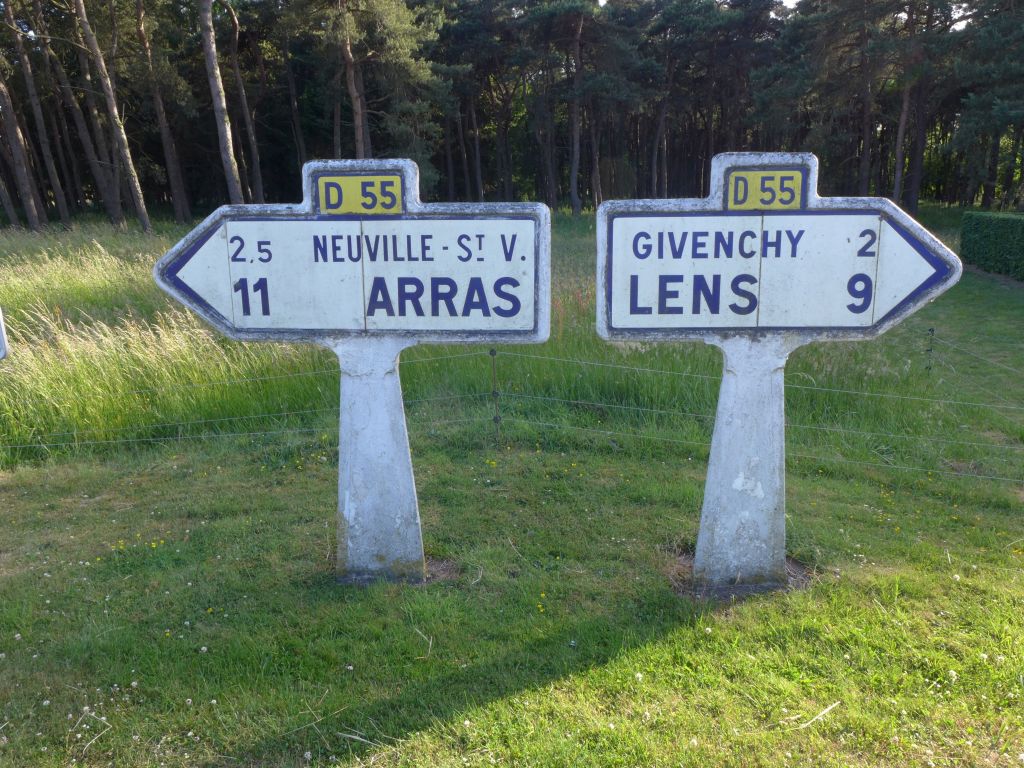 D 55
2.5 NEUVILLE - ST V.
11 ARRAS
D 55
GIVENCHY 2
LENS 9